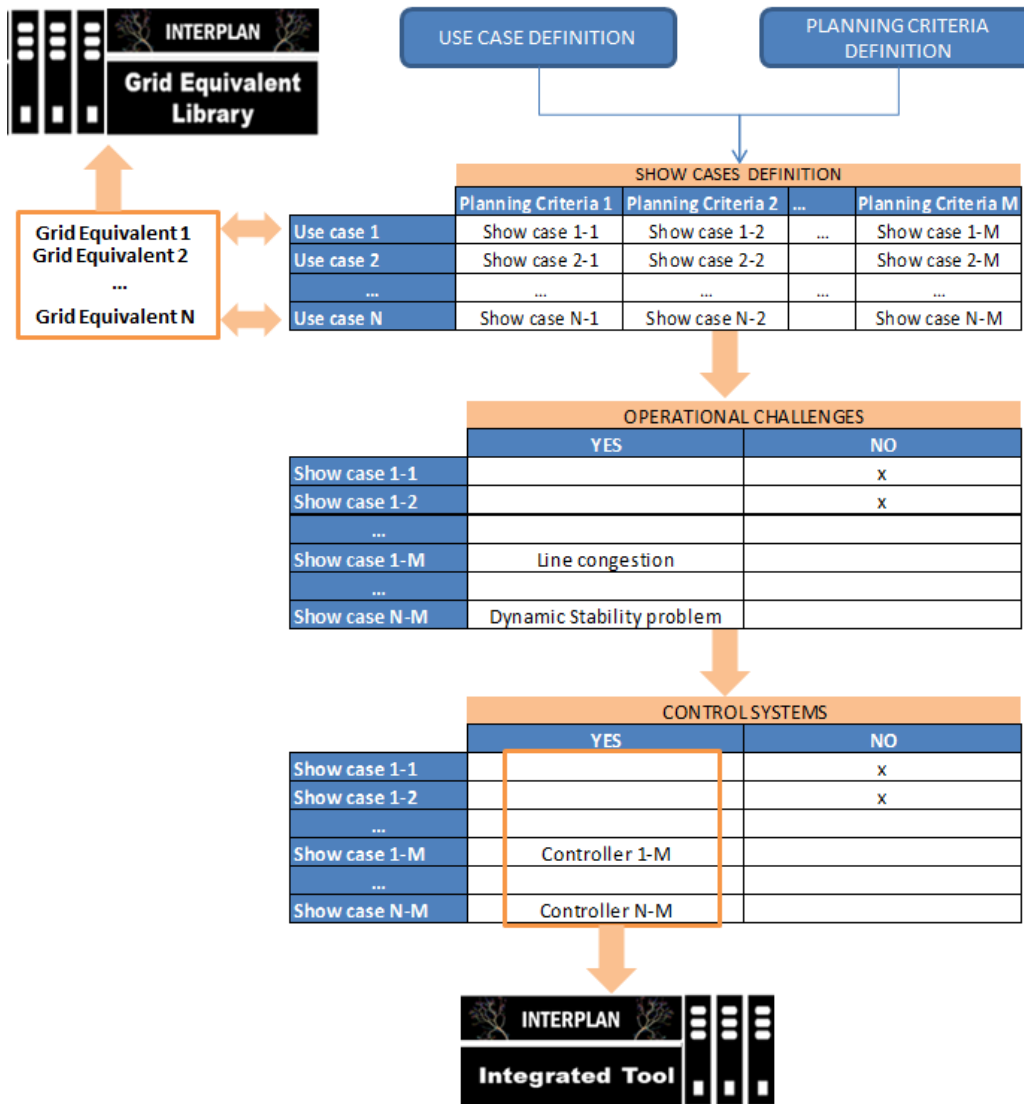 INTERPLAN
Grid Equivalent
Library
USE CASE DEFINITION
PLANNING CRITERIA
DEFINITION
SHOW CASES DEFINITION
Planning Criteria 1 Planning Criteria 2 ... Planning Criteria M
Use case 1 Show case 1-1 Show case 1-2 ... Show case 1-M
Use case 2 Show case 2-1 Show case 2-2 Show case 2-M
... ... ... ... ...
Use case N Show case N-1 Show case N-2 Show case N-M
Grid Equivalent 1
Grid Equivalent 2
...
Grid Equivalent N
OPERATIONAL CHALLENGES
YES NO
Show case 1-1 x
Show case 1-2 x
...
Show case 1-M Line congestion
...
Show case N-M Dynamic Stability problem
CONTROL SYSTEMS
YES NO
Show case 1-1 x
Show case 1-2 x
...
Show case 1-M Controller 1-M
...
Show case N-M Controller N-M
INTERPLAN
Integrated Tool